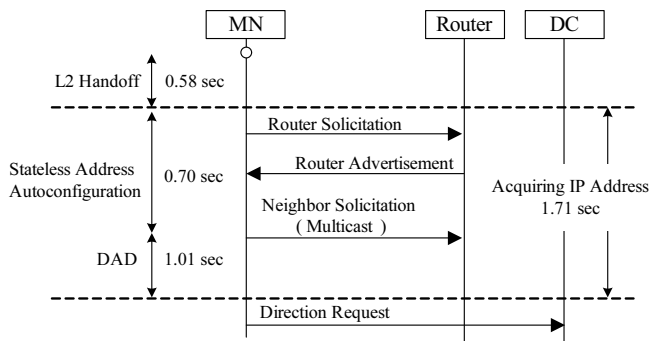 MN
Router
DC
L2 Handoff
0.58 sec
Router Solicitation
Router Advertisement
Stateless Address
Autoconfiguration
0.70 sec
Acquiring IP Address
1.71 sec
Neighbor Solicitation
( Multicast )
DAD
1.01 sec
Direction Request